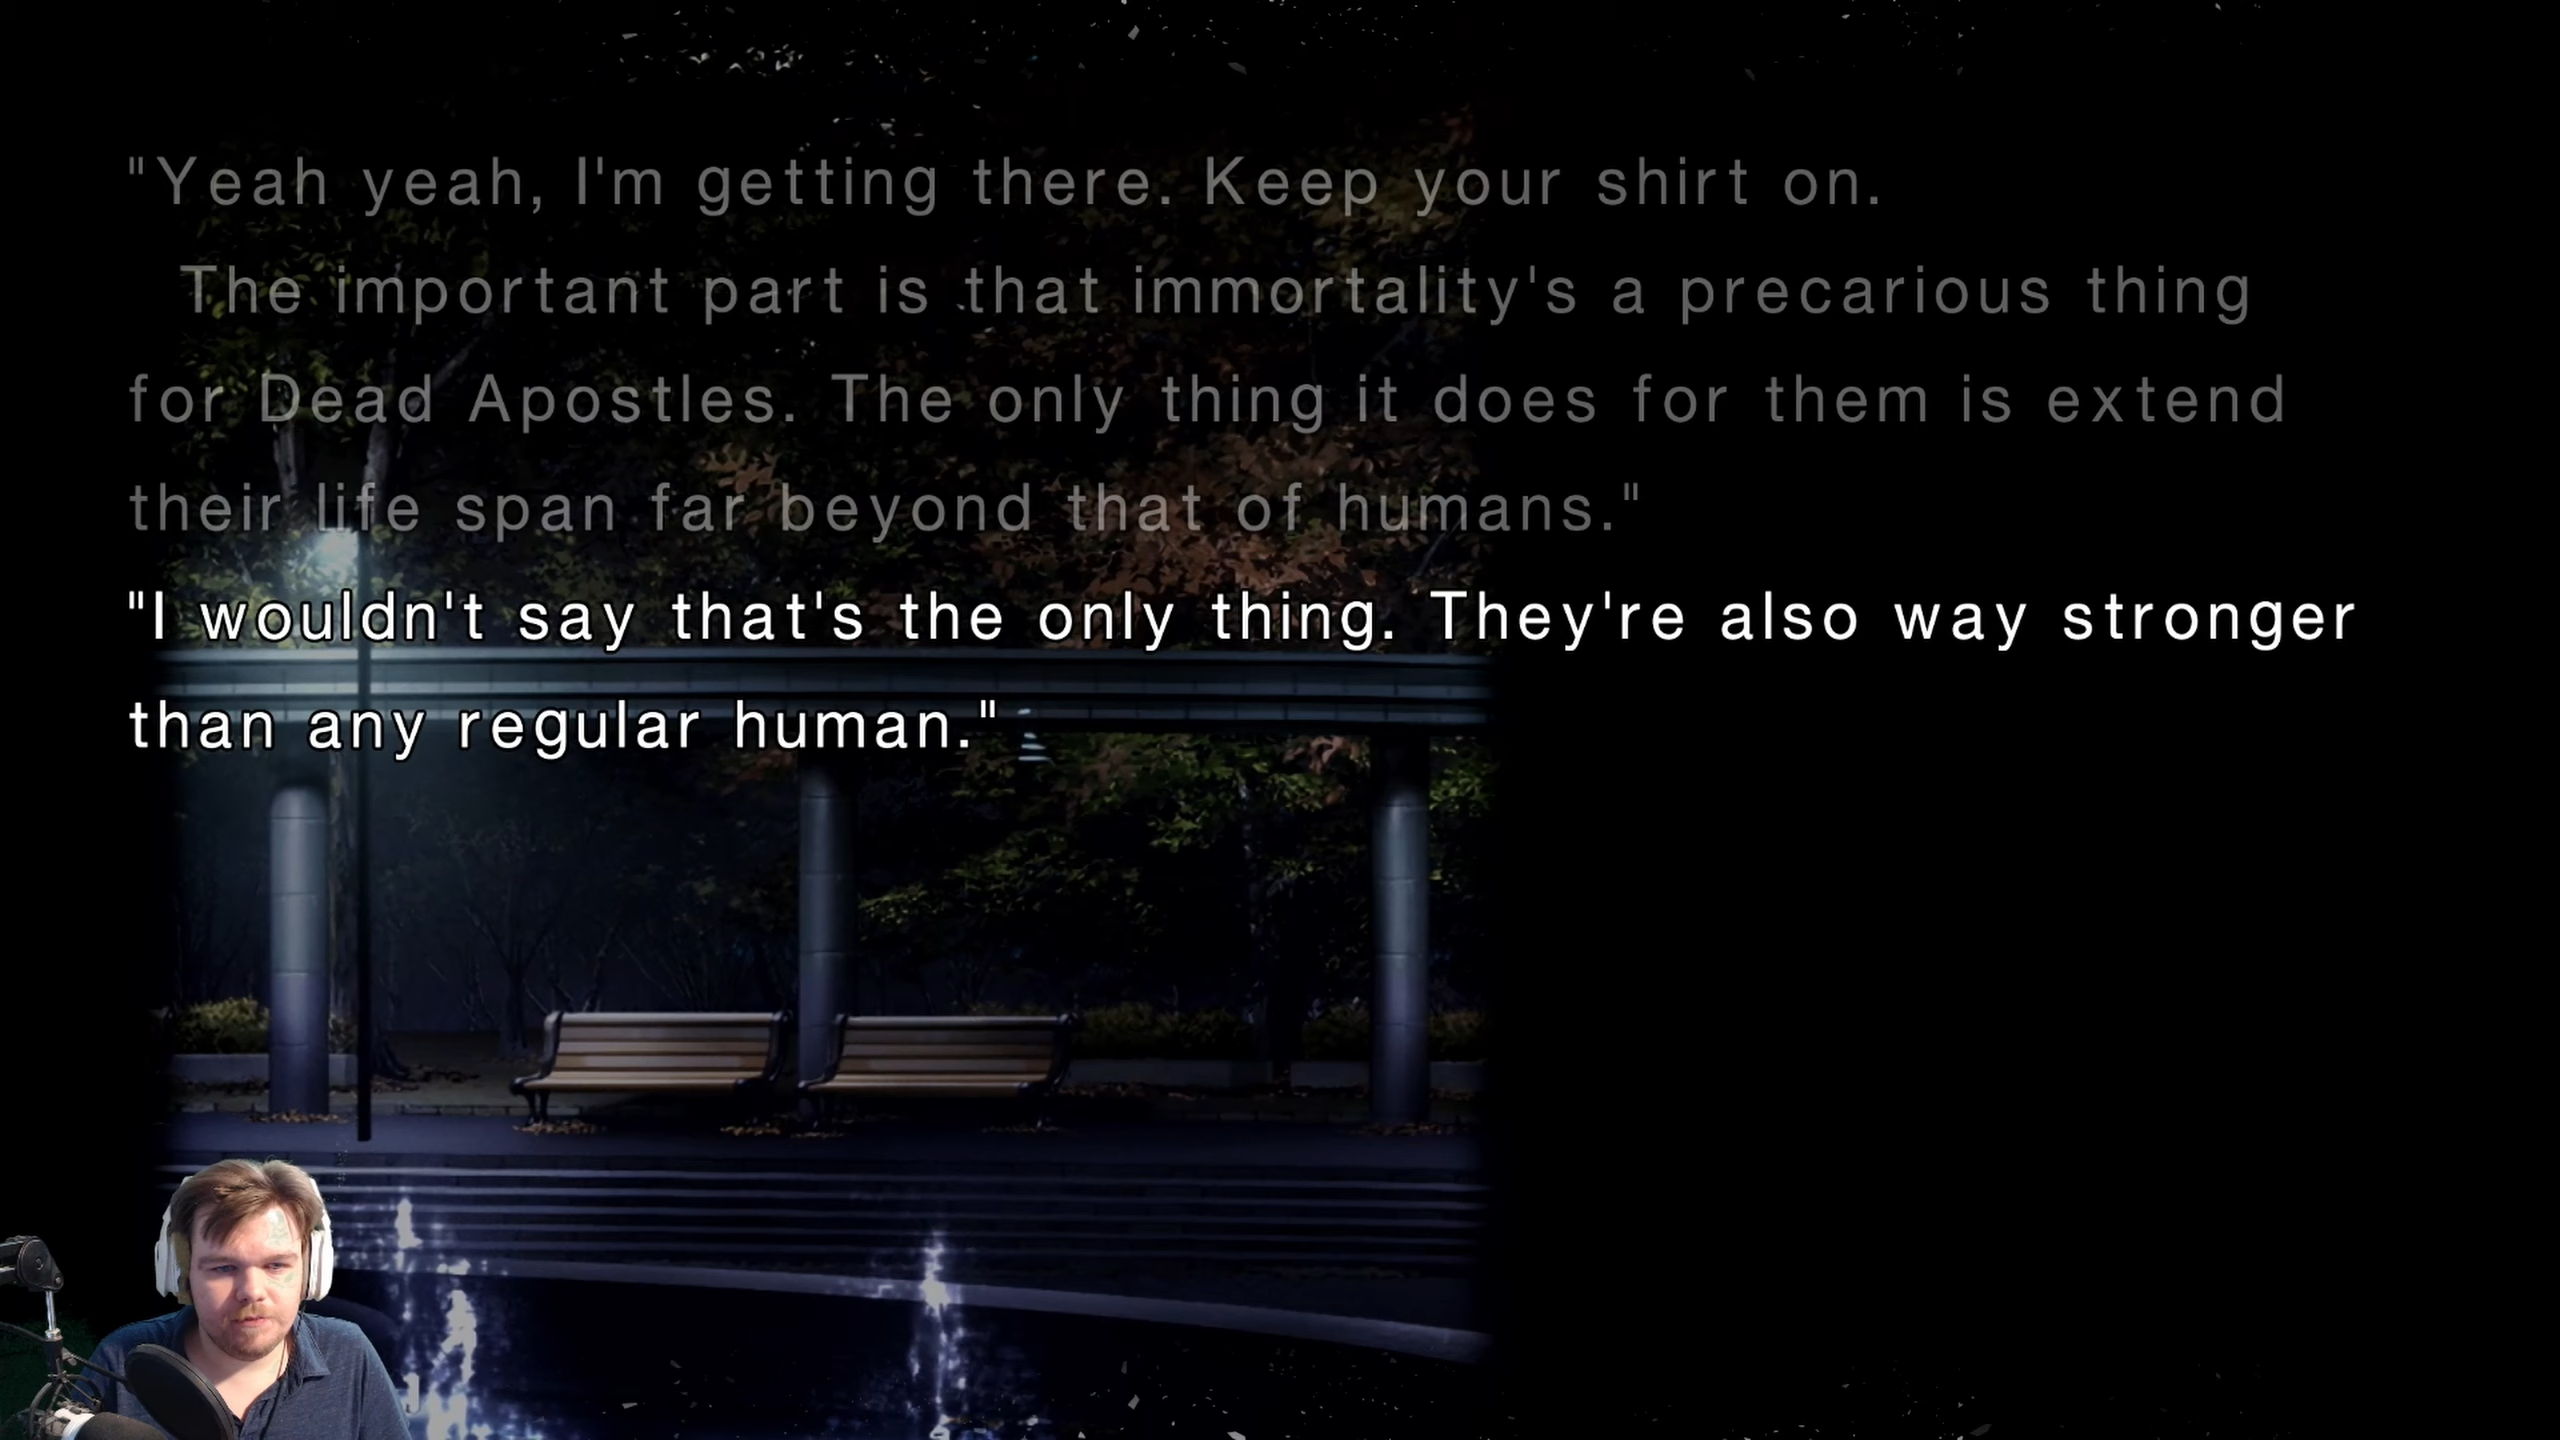 "Yeah yeah, I'm getting there. Keep your shirt on.
The important part is that immortality's a precarious thing
for Dead Apostles. The only thing it does for them is extend
their life span far beyond that of humans."
"I wouldn't say that's the only thing. They're also way stronger
than any regular human."